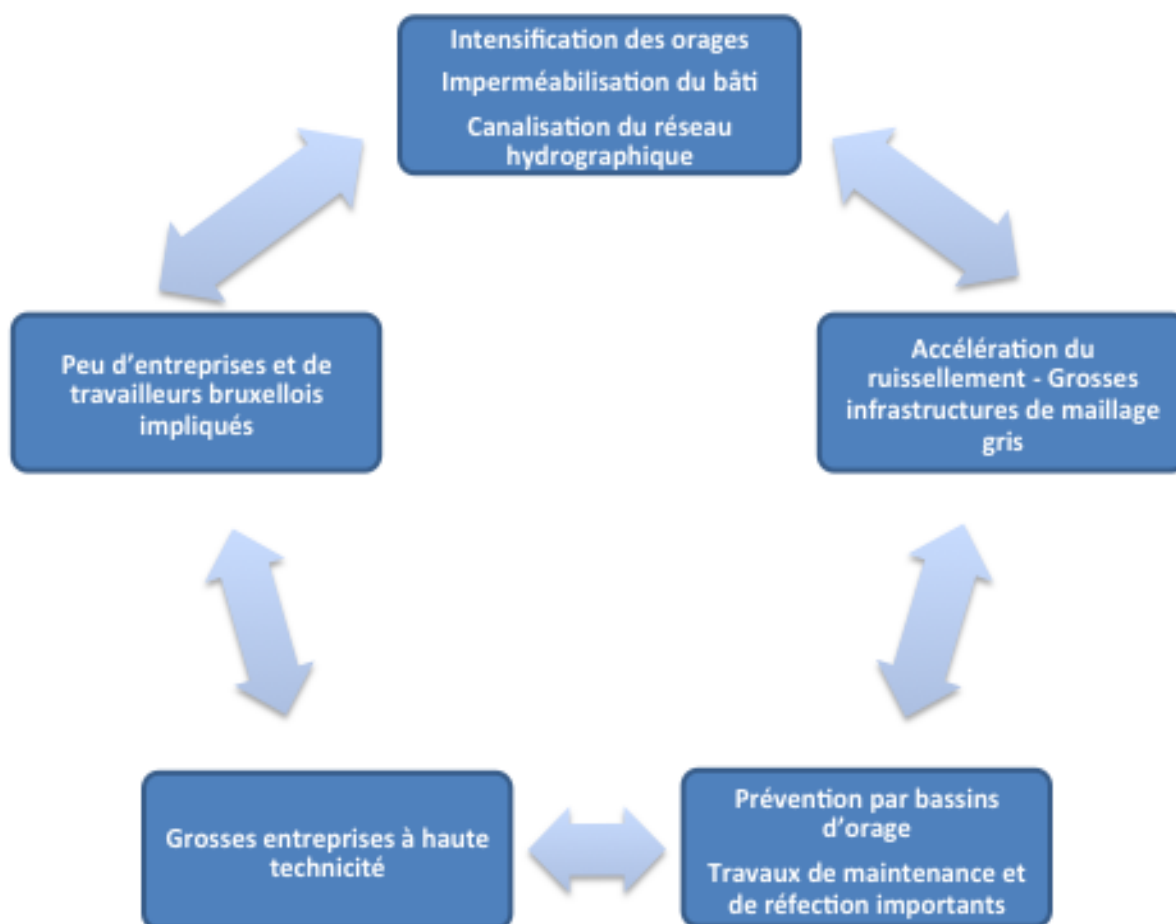 Intensification des orages
Imperméabilisation du bâti
Canalisation du réseau
hydrographique
Peu d'entreprises et de
travailleurs bruxellois
impliqués
Accélération du
ruissellement - Grosses
infrastructures de maillage
gris
Grosses entreprises à haute
technicité
Prévention par bassins
d'orage
Travaux de maintenance et
de réfection importants